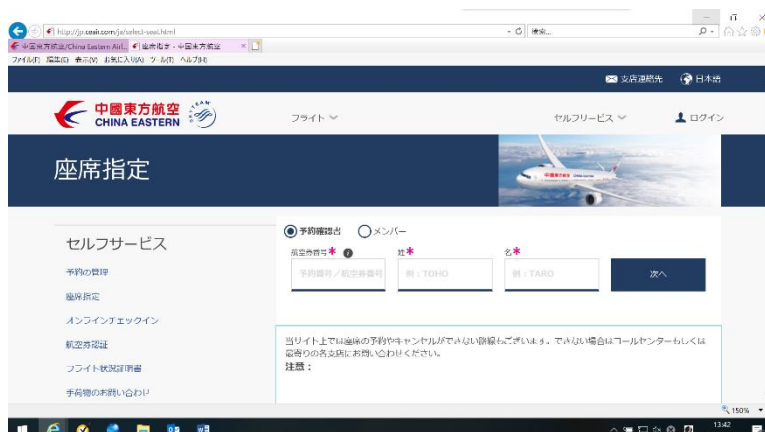 http://jp.ceair.com/ja/select-seat.html
検索...
中国東方航空/China Eastern Airl...
座席指定 - 中国東方航空
ファイル(F) 編集(E) 表示(V) お気に入り(A) ツール(T) ヘルプ(H)
支店連絡先
日本語
中國東方航空
CHINA EASTERN
フライト
セルフサービス
ログイン
座席指定
セルフサービス
予約の管理
座席指定
オンラインチェックイン
航空券認証
フライト状況証明書
手荷物のお問い合わせ
メンバー
航空券番号*
姓*
名*
予約番号/航空券番号
例:TOHO
例:TARO
次へ
当サイト上では座席の予約やキャンセルができない路線もございます。できない場合はコールセンターもしくは
最寄りの各支店にお問い合わせください。
注意:
150%
13:42